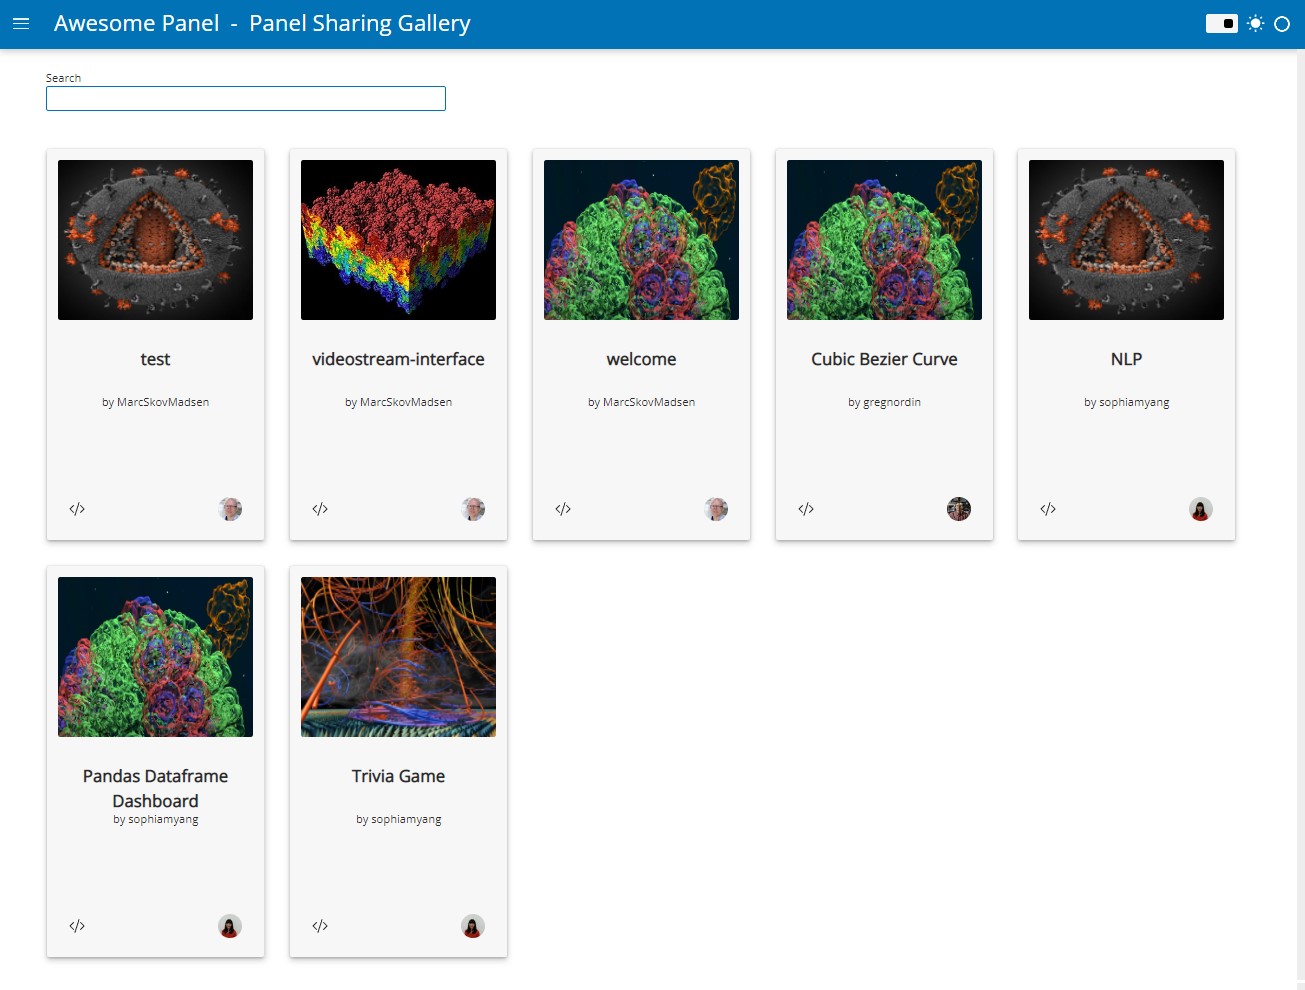 Awesome Panel - Panel Sharing Gallery
Search
test
by MarcSkovMadsen
</>
videostream-interface
by MarcSkovMadsen
</>
welcome
by MarcSkovMadsen
</>
Cubic Bezier Curve
by gregnordin
</>
NLP
by sophiamyang
</>
Pandas Dataframe
Dashboard
by sophiamyang
</>
Trivia Game
by sophiamyang
</>